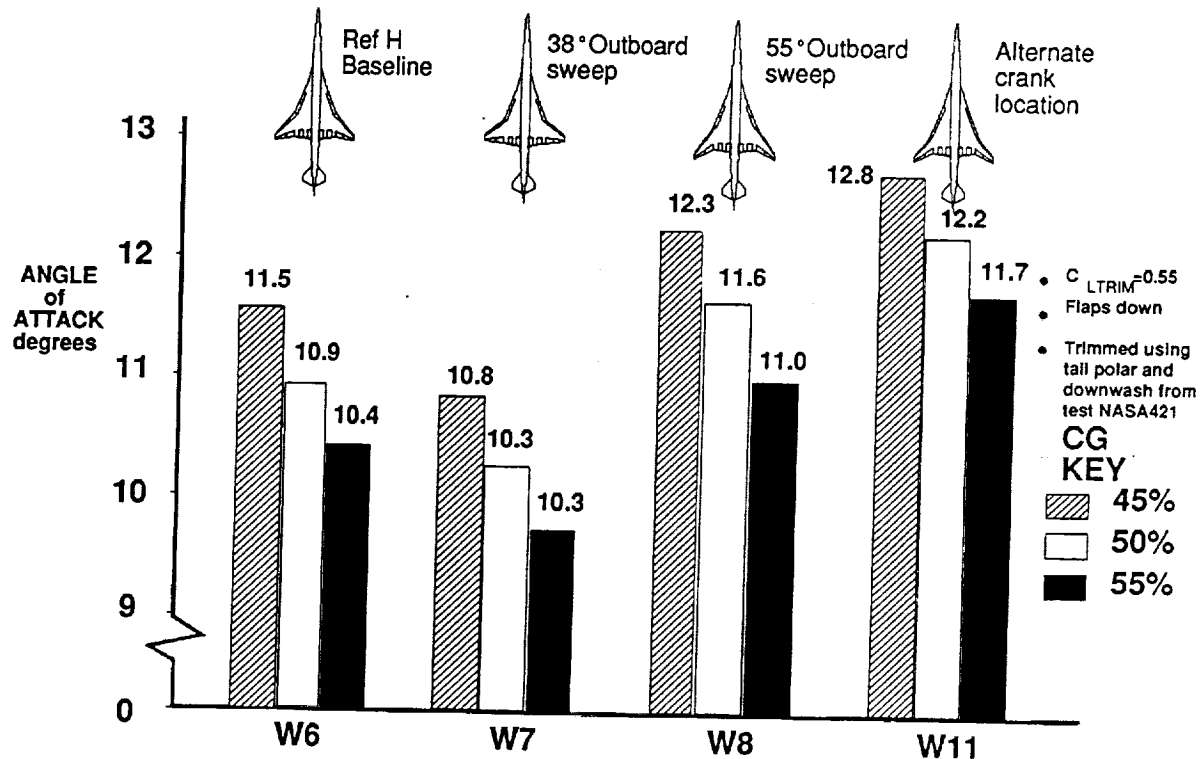 Ref H
Baseline
38°Outboard
sweep
55°Outboard
sweep
Alternate
crank
location
13
12
11
10
9
0
ANGLE
of
ATTACK
degrees
11.5
10.9
10.4
10.8
10.3
10.3
12.3
11.6
11.0
12.8
12.2
11.7
• C LTRIM=0.55
• Flaps down
• Trimmed using
tail polar and
downwash from
test NASA421
CG
KEY
45%
50%
55%
W6
W7
W8
W11